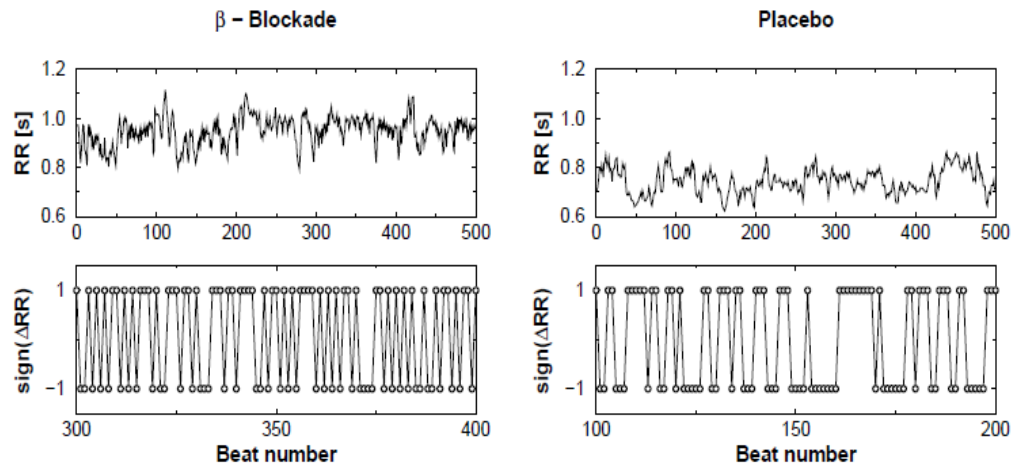 β – Blockade
Placebo
RR [s]
1.2
1.0
0.8
0.6
0 100 200 300 400 500
RR [s]
1.2
1.0
0.8
0.6
0 100 200 300 400 500
sign(ΔRR)
1
−1
300 350 400
Beat number
sign(ΔRR)
1
−1
100 150 200
Beat number